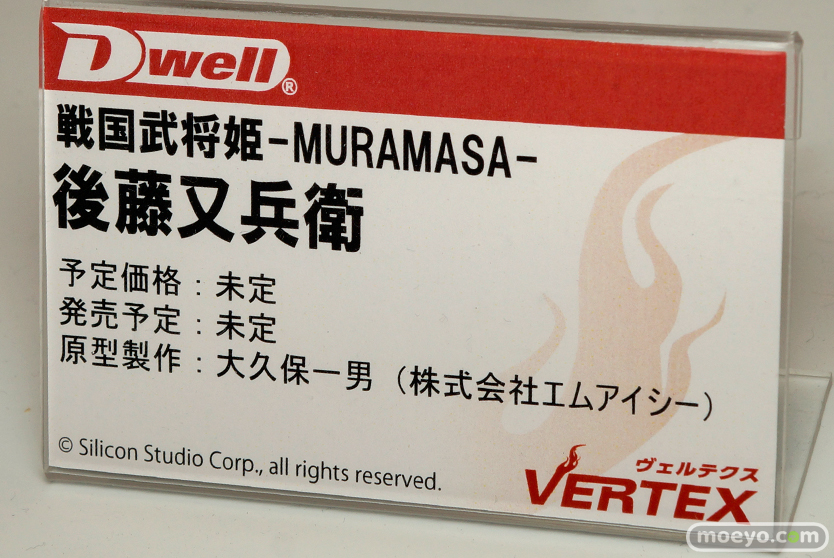 Dwell®
戦国武将姫-MURAMASA-
後藤又兵衛
予定価格：未定
発売予定：未定
原型製作：大久保一男（株式会社エムアイシー）
© Silicon Studio Corp., all rights reserved.
ヴェルテクス
VERTEX
moeyo.com